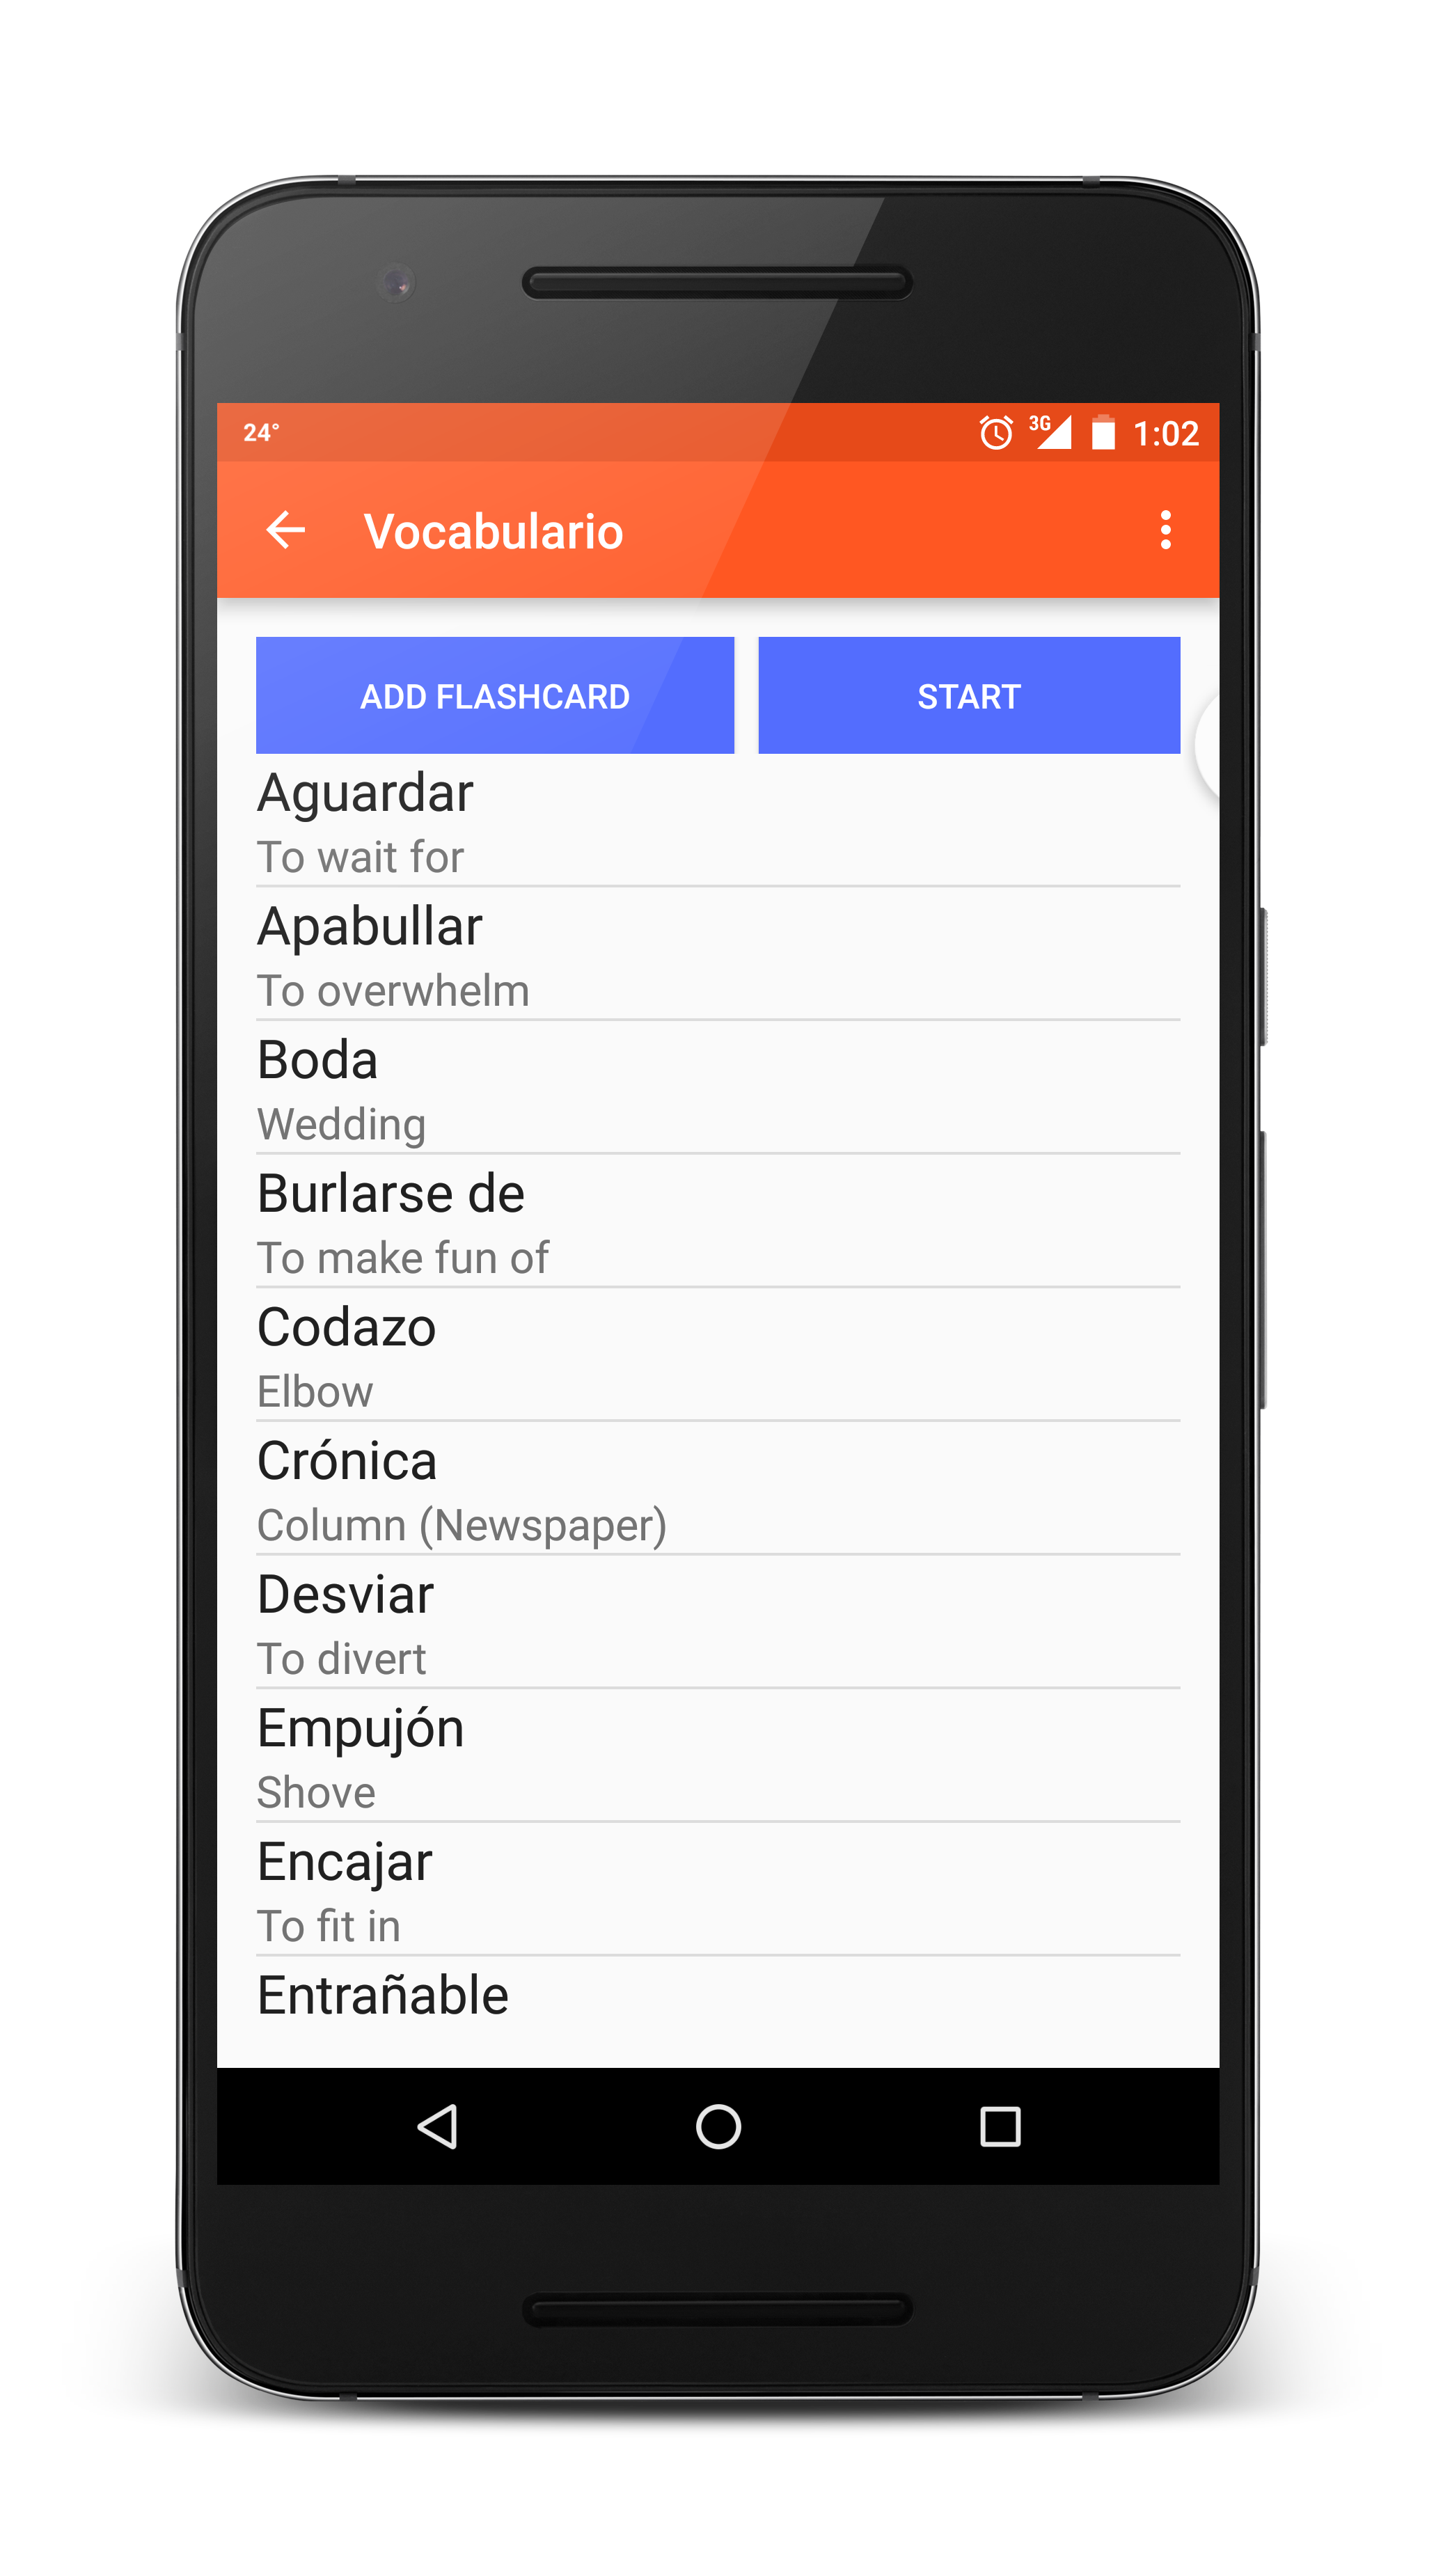 24° 3G 1:02
Vocabulario
ADD FLASHCARD START
Aguardar
To wait for
Apabullar
To overwhelm
Boda
Wedding
Burlarse de
To make fun of
Codazo
Elbow
Crónica
Column (Newspaper)
Desviar
To divert
Empujón
Shove
Encajar
To fit in
Entrañable